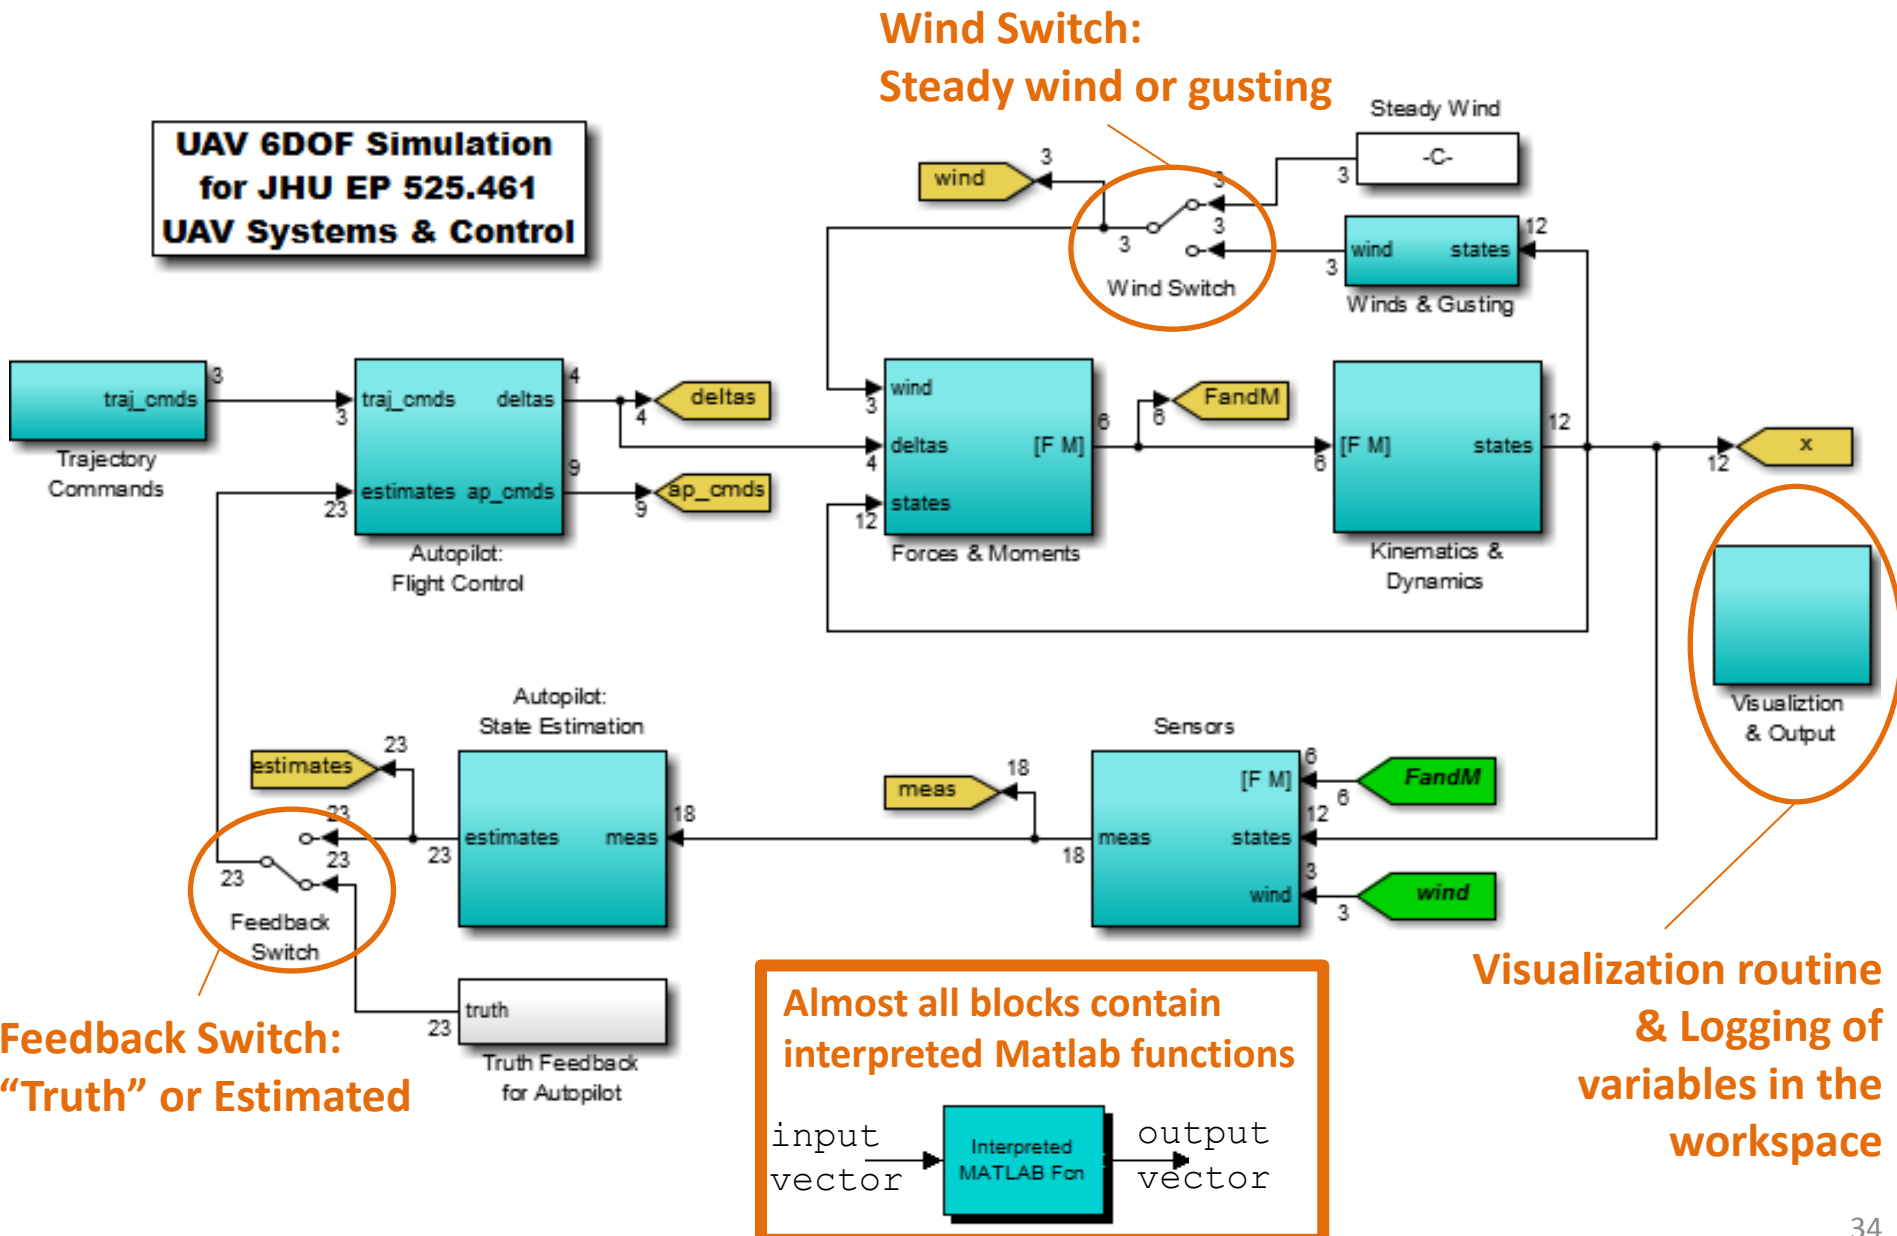 Wind Switch:
Steady wind or gusting
UAV 6DOF Simulation
for JHU EP 525.461
UAV Systems & Control
Steady Wind
-C-
3
wind
3
3
3
3
Wind Switch
wind
states
3
12
Winds & Gusting
traj_cmds
3
Trajectory
Commands
traj_cmds
deltas
3
4
estimates
ap_cmds
23
9
Autopilot:
Flight Control
deltas
4
ap_cmds
9
wind
3
deltas
4
[F M]
6
states
12
Forces & Moments
FandM
6
[F M]
6
states
12
Kinematics &
Dynamics
x
12
Visualiztion
& Output
Autopilot:
State Estimation
estimates
23
estimates
meas
23
18
23
23
23
Feedback
Switch
truth
23
Truth Feedback
for Autopilot
meas
18
Sensors
[F M]
6
FandM
6
meas
18
states
12
wind
3
wind
3
Feedback Switch:
“Truth” or Estimated
Almost all blocks contain
interpreted Matlab functions
input
vector
Interpreted
MATLAB Fcn
output
vector
Visualization routine
& Logging of
variables in the
workspace
34